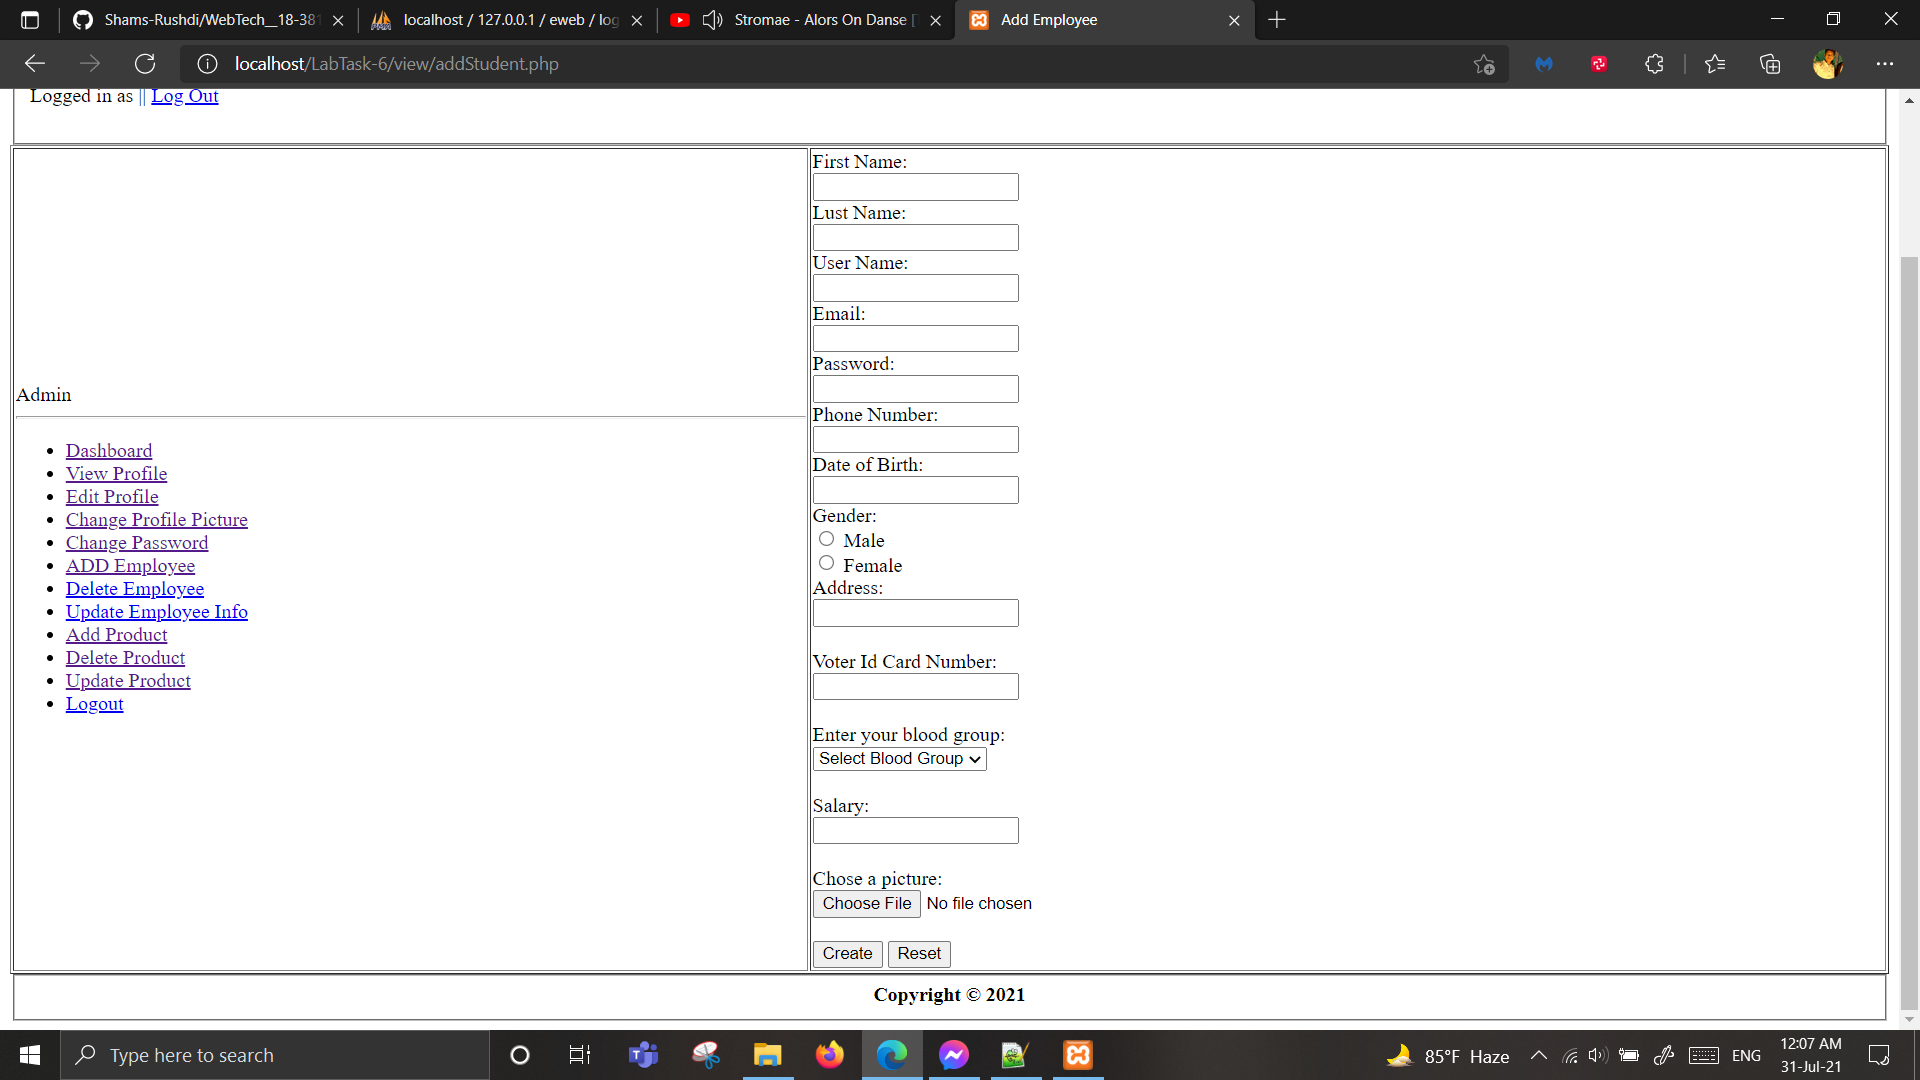 Shams-Rushdi/WebTech__18-381
localhost / 127.0.0.1 / eweb / log
Stromae - Alors On Danse [
Add Employee
localhost/LabTask-6/view/addStudent.php
Logged in as || Log Out
Admin
Dashboard
View Profile
Edit Profile
Change Profile Picture
Change Password
ADD Employee
Delete Employee
Update Employee Info
Add Product
Delete Product
Update Product
Logout
First Name:
Lust Name:
User Name:
Email:
Password:
Phone Number:
Date of Birth:
Gender:
Male
Female
Address:
Voter Id Card Number:
Enter your blood group:
Select Blood Group
Salary:
Chose a picture:
Choose File No file chosen
Create Reset
Copyright © 2021
Type here to search
85°F Haze
ENG
12:07 AM
31-Jul-21